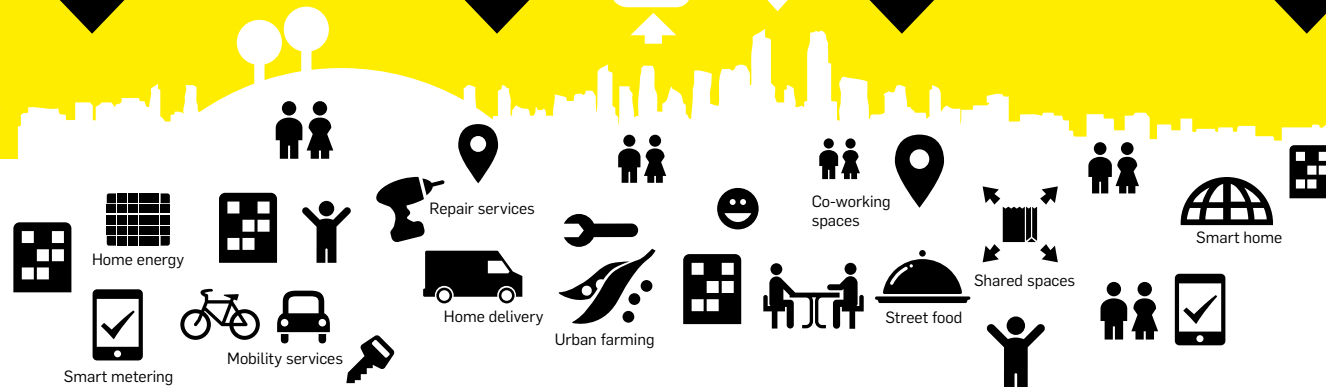 Repair services
Co-working
spaces
Smart home
Home energy
Shared spaces
Home delivery
Street food
Urban farming
Mobility services
Smart metering